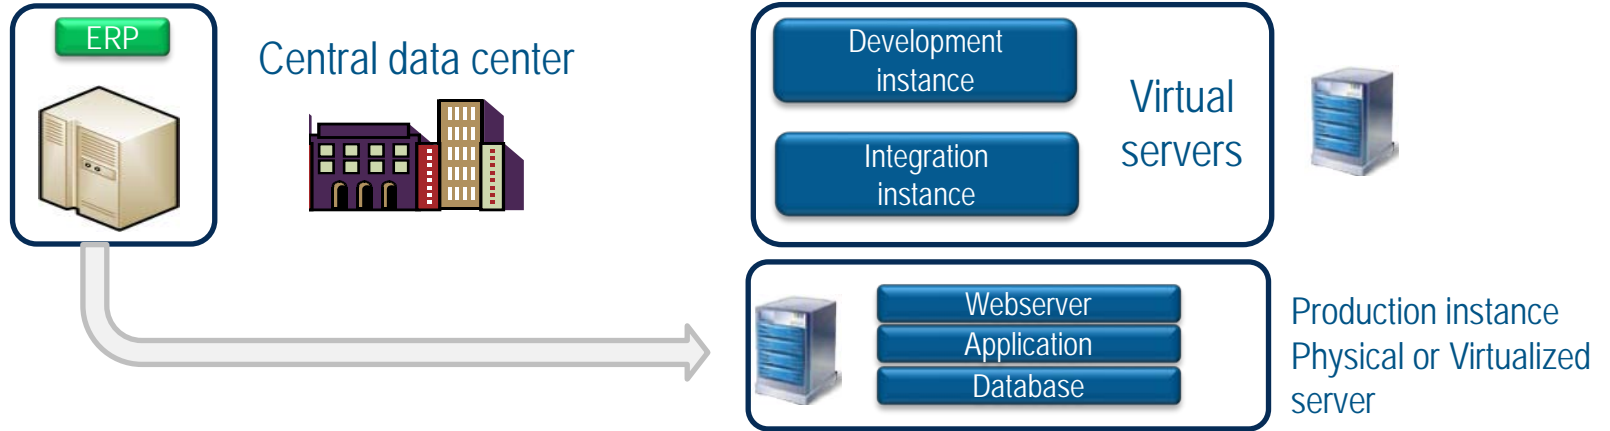 ERP
Central data center
Development
instance
Integration
instance
Virtual
servers
Webserver
Application
Database
Production instance
Physical or Virtualized
server